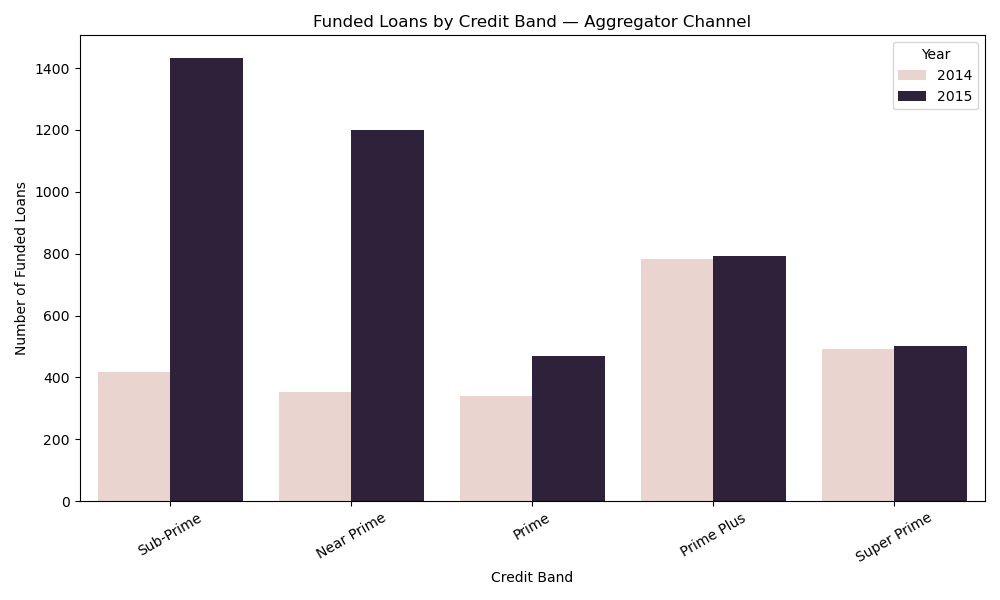 Funded Loans by Credit Band — Aggregator Channel
Year
2014
2015
Number of Funded Loans
1400
1200
1000
800
600
400
200
0
Sub-Prime
Near Prime
Prime
Prime Plus
Super Prime
Credit Band